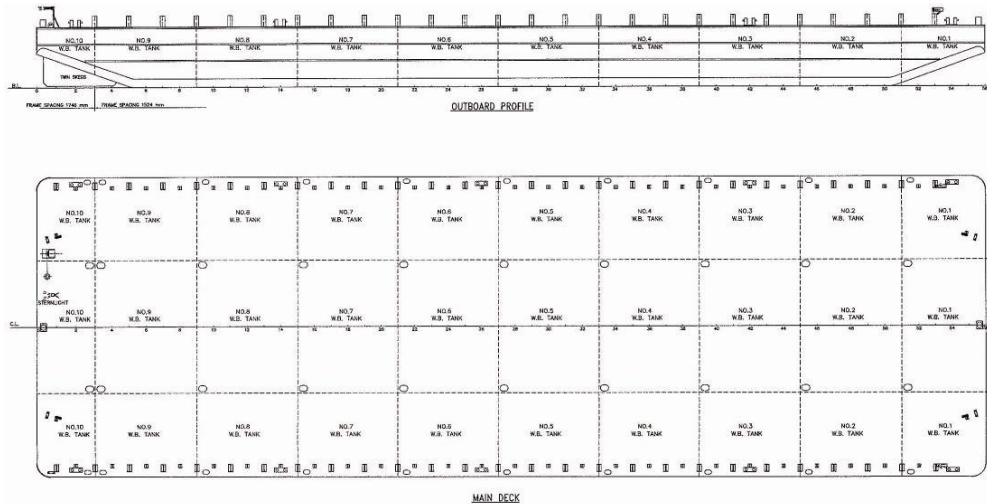 NO.10 NO.9 NO.8 NO.7 NO.6 NO.5 NO.4 NO.3 NO.2 NO.1
W.B. TANK W.B. TANK W.B. TANK W.B. TANK W.B. TANK W.B. TANK W.B. TANK W.B. TANK W.B. TANK W.B. TANK
TWIN SKEGS
B.L.
FRAME SPACING 1740 mm FRAME SPACING 1524 mm
OUTBOARD PROFILE
NO.10 NO.9 NO.8 NO.7 NO.6 NO.5 NO.4 NO.3 NO.2 NO.1
W.B. TANK W.B. TANK W.B. TANK W.B. TANK W.B. TANK W.B. TANK W.B. TANK W.B. TANK W.B. TANK W.B. TANK
STERNLIGHT
NO.10 NO.9 NO.8 NO.7 NO.6 NO.5 NO.4 NO.3 NO.2 NO.1
W.B. TANK W.B. TANK W.B. TANK W.B. TANK W.B. TANK W.B. TANK W.B. TANK W.B. TANK W.B. TANK W.B. TANK
C.L.
NO.10 NO.9 NO.8 NO.7 NO.6 NO.5 NO.4 NO.3 NO.2 NO.1
W.B. TANK W.B. TANK W.B. TANK W.B. TANK W.B. TANK W.B. TANK W.B. TANK W.B. TANK W.B. TANK W.B. TANK
MAIN DECK